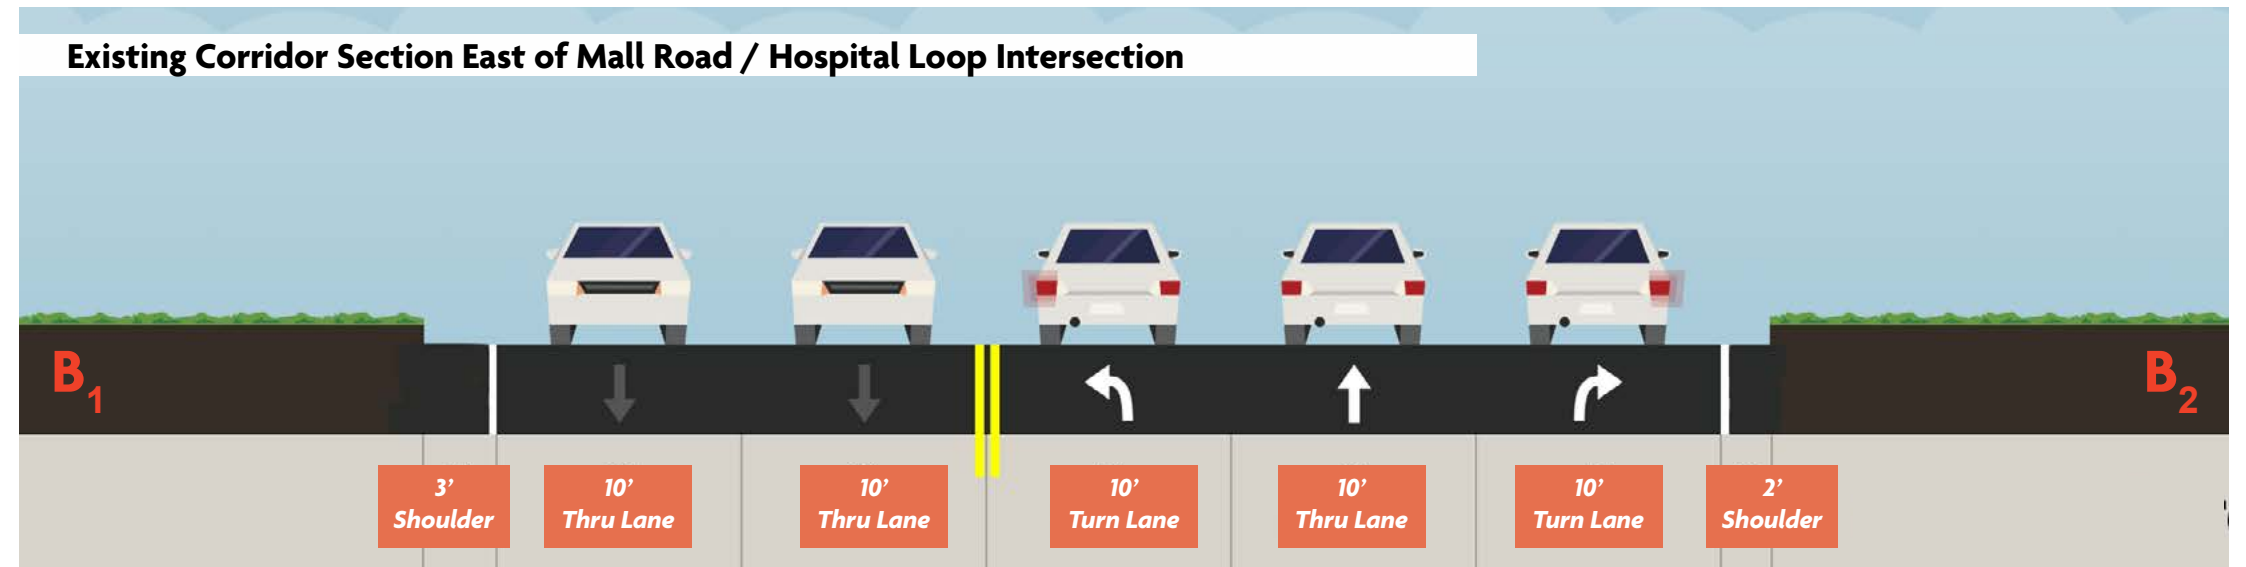 Existing Corridor Section East of Mall Road / Hospital Loop Intersection
B1
B2
3’
Shoulder
10’
Thru Lane
10’
Thru Lane
10’
Turn Lane
10’
Thru Lane
10’
Turn Lane
2’
Shoulder